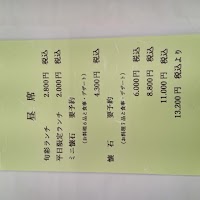 昼席
旬彩ランチ 2,800円 税込
平日限定ランチ 2,000円 税込
ミニ懐石 要予約 4,300円 税込
(お料理6品と食事・デザート)
懐石 要予約
(お料理7品と食事・デザート)
6,000円 税込
8,800円 税込
11,000円 税込
13,200円 税込より